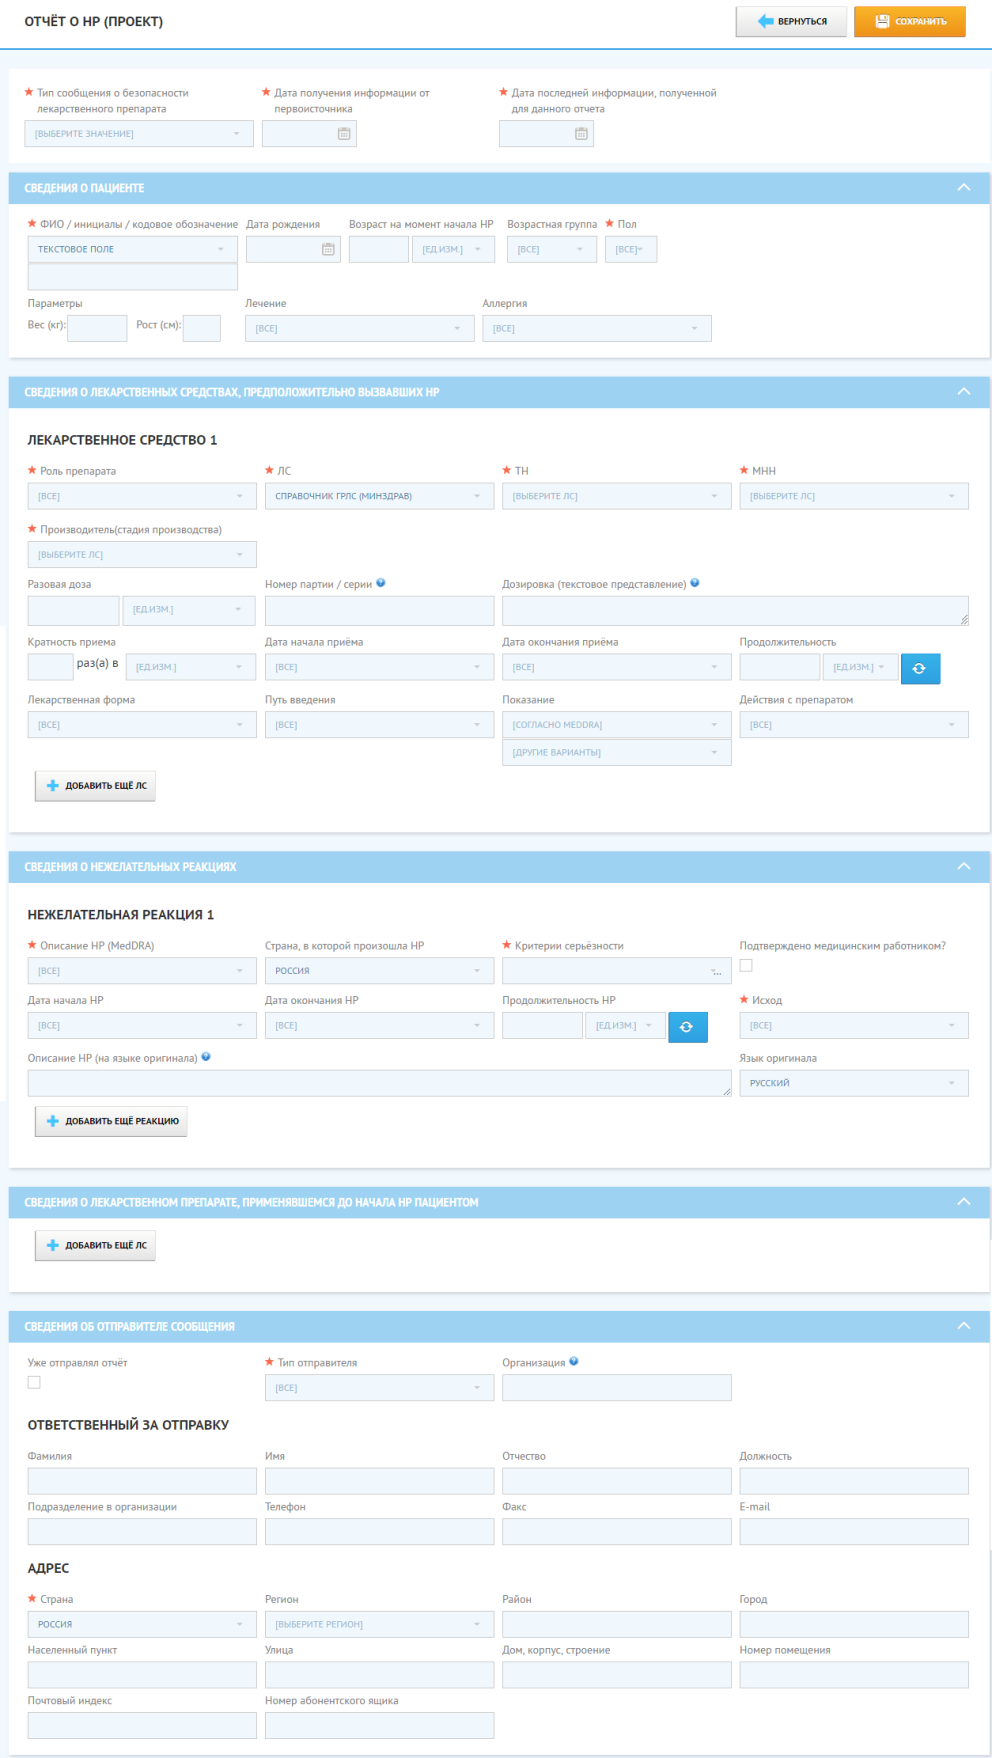 ОТЧЁТ О НР (ПРОЕКТ)
ВЕРНУТЬСЯ
СОХРАНИТЬ
Тип сообщения о безопасности лекарственного препарата
Дата получения информации от первоисточника
Дата последней информации, полученной для данного отчета
[ВЫБЕРИТЕ ЗНАЧЕНИЕ]
СВЕДЕНИЯ О ПАЦИЕНТЕ
ФИО / инициалы / кодовое обозначение Дата рождения Возраст на момент начала НР Возрастная группа Пол
ТЕКСТОВОЕ ПОЛЕ [ЕД.ИЗМ.] [ВСЕ] [ВСЕ]
Параметры Лечение Аллергия
Вес (кг): Рост (см): [ВСЕ] [ВСЕ]
СВЕДЕНИЯ О ЛЕКАРСТВЕННЫХ СРЕДСТВАХ, ПРЕДПОЛОЖИТЕЛЬНО ВЫЗВАВШИХ НР
ЛЕКАРСТВЕННОЕ СРЕДСТВО 1
Роль препарата ЛС ТН МНН
[ВСЕ] СПРАВОЧНИК ГРЛС (МИНЗДРАВ) [ВЫБЕРИТЕ ЛС] [ВЫБЕРИТЕ ЛС]
Производитель(стадия производства)
[ВЫБЕРИТЕ ЛС]
Разовая доза Номер партии / серии Дозировка (текстовое представление)
[ЕД.ИЗМ.]
Кратность приема Дата начала приёма Дата окончания приёма Продолжительность
раз(а) в [ЕД.ИЗМ.] [ВСЕ] [ВСЕ] [ЕД.ИЗМ.]
Лекарственная форма Путь введения Показание Действия с препаратом
[ВСЕ] [ВСЕ] [СОГЛАСНО MEDDRA] [ВСЕ]
[ДРУГИЕ ВАРИАНТЫ]
ДОБАВИТЬ ЕЩЁ ЛС
СВЕДЕНИЯ О НЕЖЕЛАТЕЛЬНЫХ РЕАКЦИЯХ
НЕЖЕЛАТЕЛЬНАЯ РЕАКЦИЯ 1
Описание НР (MedDRA) Страна, в которой произошла НР Критерии серьёзности Подтверждено медицинским работником?
[ВСЕ] РОССИЯ ...
Дата начала НР Дата окончания НР Продолжительность НР Исход
[ВСЕ] [ВСЕ] [ЕД.ИЗМ.] [ВСЕ]
Описание НР (на языке оригинала) Язык оригинала
РУССКИЙ
ДОБАВИТЬ ЕЩЁ РЕАКЦИЮ
СВЕДЕНИЯ О ЛЕКАРСТВЕННОМ ПРЕПАРАТЕ, ПРИМЕНЯВШЕМСЯ ДО НАЧАЛА НР ПАЦИЕНТОМ
ДОБАВИТЬ ЕЩЁ ЛС
СВЕДЕНИЯ ОБ ОТПРАВИТЕЛЕ СООБЩЕНИЯ
Уже отправлял отчёт Тип отправителя Организация
[ВСЕ]
ОТВЕТСТВЕННЫЙ ЗА ОТПРАВКУ
Фамилия Имя Отчество Должность
Подразделение в организации Телефон Факс E-mail
АДРЕС
Страна Регион Район Город
РОССИЯ [ВЫБЕРИТЕ РЕГИОН]
Населенный пункт Улица Дом, корпус, строение Номер помещения
Почтовый индекс Номер абонентского ящика